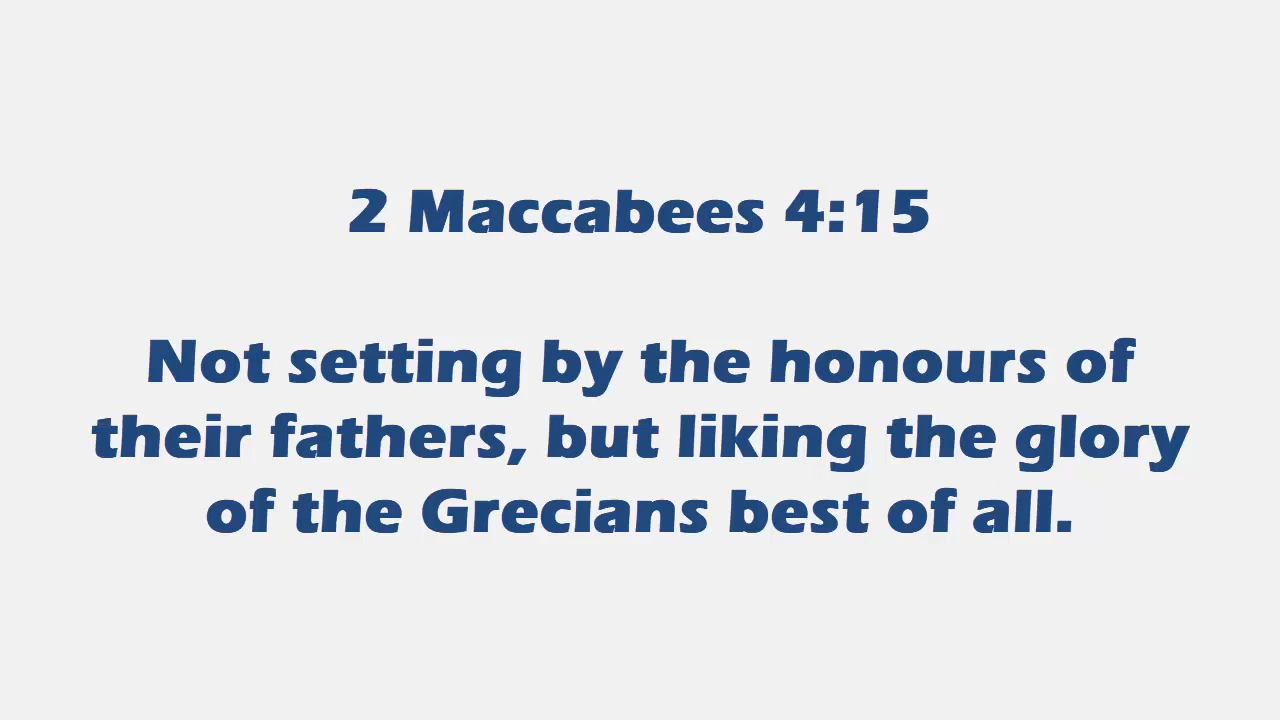 2 Maccabees 4:15
Not setting by the honours of
their fathers, but liking the glory
of the Grecians best of all.